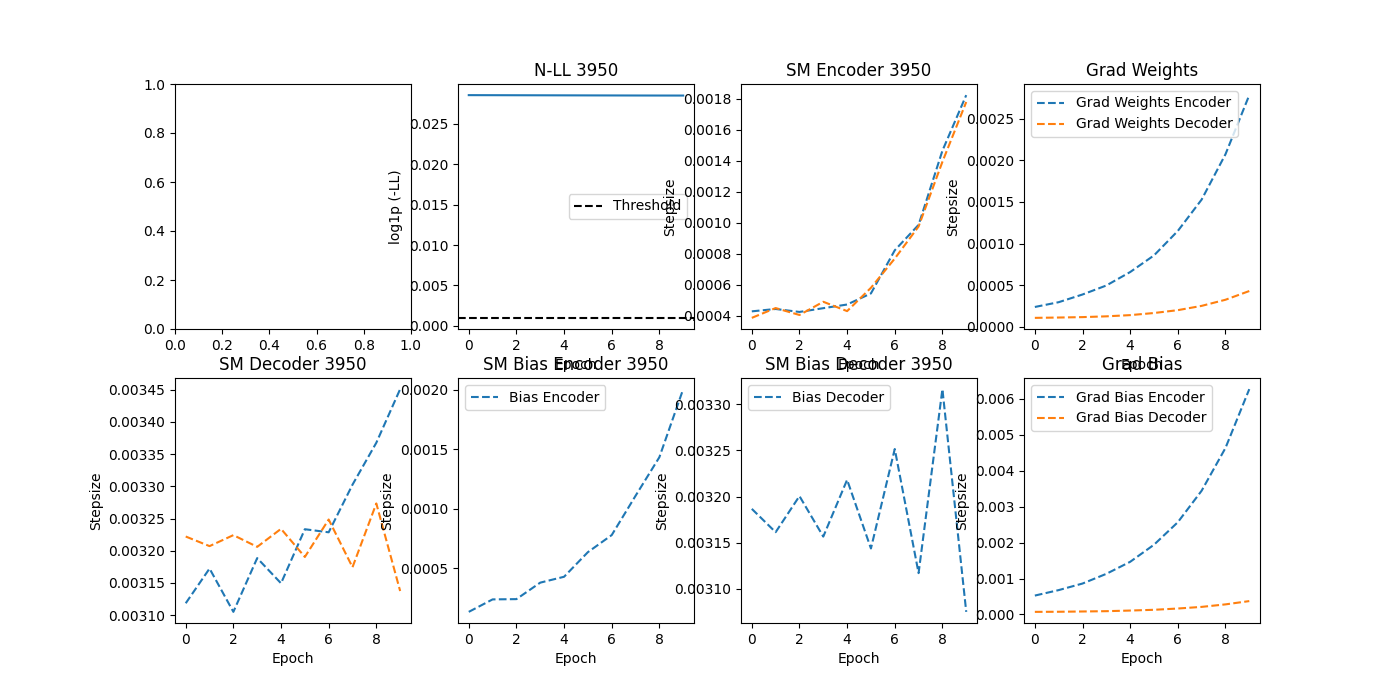 1.0
0.8
0.6
0.4
0.2
0.0
0.0 0.2 0.4 0.6 0.8 1.0
N-LL 3950
log1p (-LL)
0.025
0.020
0.015
0.010
0.005
0.000
Threshold
0 2 4 6 8
Epoch
SM Encoder 3950
Stepsize
0.0018
0.0016
0.0014
0.0012
0.0010
0.0008
0.0006
0.0004
0 2 4 6 8
Epoch
Grad Weights
Stepsize
0.0025
0.0020
0.0015
0.0010
0.0005
0.0000
Grad Weights Encoder
Grad Weights Decoder
0 2 4 6 8
Epoch
SM Decoder 3950
Stepsize
0.00345
0.00340
0.00335
0.00330
0.00325
0.00320
0.00315
0.00310
0 2 4 6 8
Epoch
SM Bias Encoder 3950
Stepsize
0.0020
0.0015
0.0010
0.0005
Bias Encoder
0 2 4 6 8
Epoch
SM Bias Decoder 3950
Stepsize
0.00330
0.00325
0.00320
0.00315
0.00310
Bias Decoder
0 2 4 6 8
Epoch
Grad Bias
Stepsize
0.006
0.005
0.004
0.003
0.002
0.001
0.000
Grad Bias Encoder
Grad Bias Decoder
0 2 4 6 8
Epoch